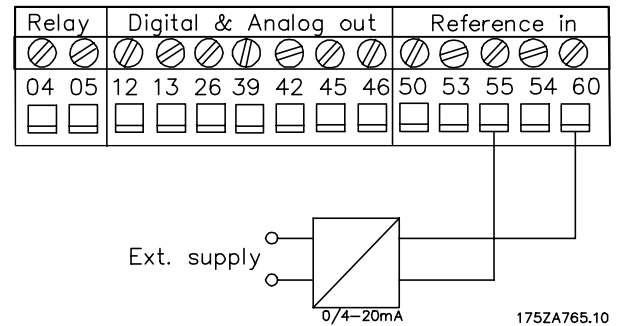 Relay Digital & Analog out Reference in
04 05 12 13 26 39 42 45 46 50 53 55 54 60
Ext. supply
0/4-20mA
175ZA765.10